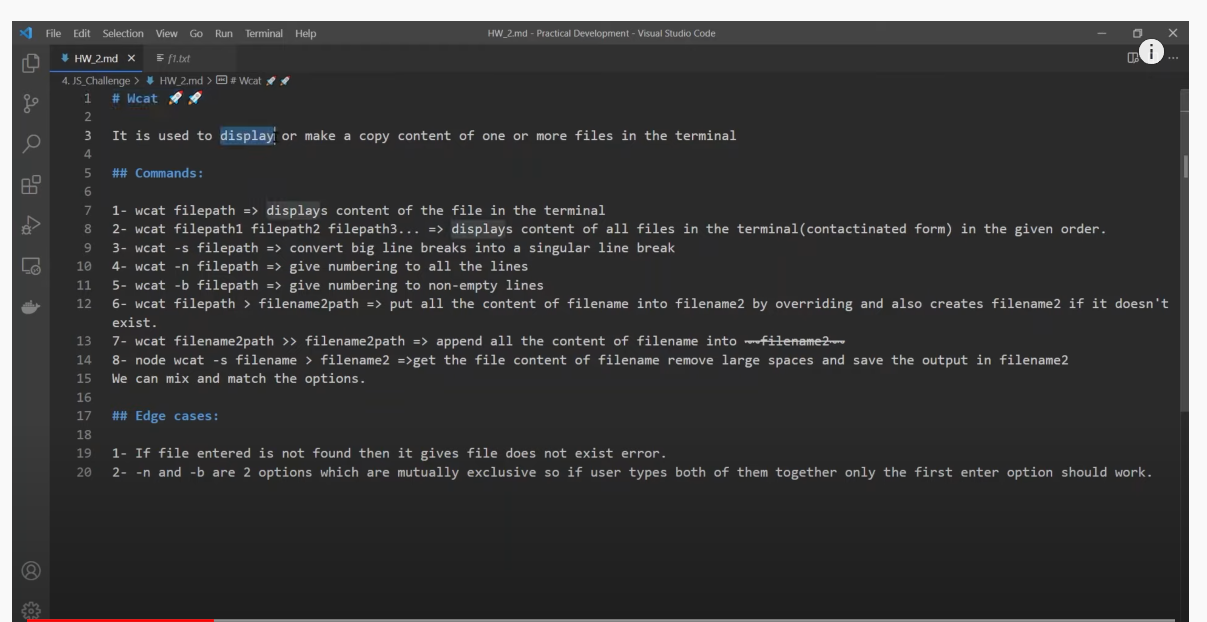 File Edit Selection View Go Run Terminal Help HW_2.md - Practical Development - Visual Studio Code
HW_2.md × f1.txt
4. JS_Challenge > HW_2.md > # Wcat 🚀 🚀
1 # Wcat 🚀 🚀
2
3 It is used to display or make a copy content of one or more files in the terminal
4
5 ## Commands:
6
7 1- wcat filepath => displays content of the file in the terminal
8 2- wcat filepath1 filepath2 filepath3... => displays content of all files in the terminal(contactinated form) in the given order.
9 3- wcat -s filepath => convert big line breaks into a singular line break
10 4- wcat -n filepath => give numbering to all the lines
11 5- wcat -b filepath => give numbering to non-empty lines
12 6- wcat filepath > filename2path => put all the content of filename into filename2 by overriding and also creates filename2 if it doesn't
exist.
13 7- wcat filename2path >> filename2path => append all the content of filename into ~~filename2~~
14 8- node wcat -s filename > filename2 =>get the file content of filename remove large spaces and save the output in filename2
15 We can mix and match the options.
16
17 ## Edge cases:
18
19 1- If file entered is not found then it gives file does not exist error.
20 2- -n and -b are 2 options which are mutually exclusive so if user types both of them together only the first enter option should work.